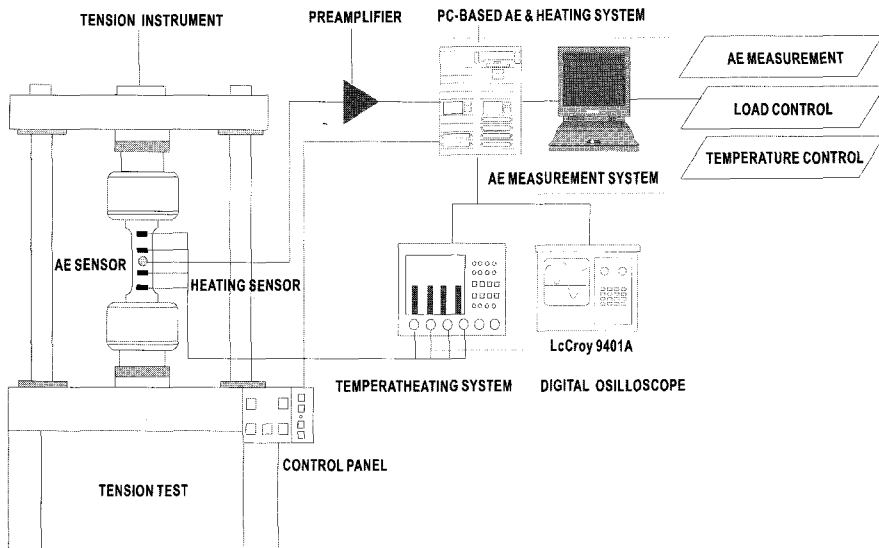 TENSION INSTRUMENT
PREAMPLIFIER
PC-BASED AE & HEATING SYSTEM
AE MEASUREMENT
LOAD CONTROL
TEMPERATURE CONTROL
AE MEASUREMENT SYSTEM
AE SENSOR
HEATING SENSOR
LcCroy 9401A
TEMPERATHEATING SYSTEM
DIGITAL OSILLOSCOPE
CONTROL PANEL
TENSION TEST